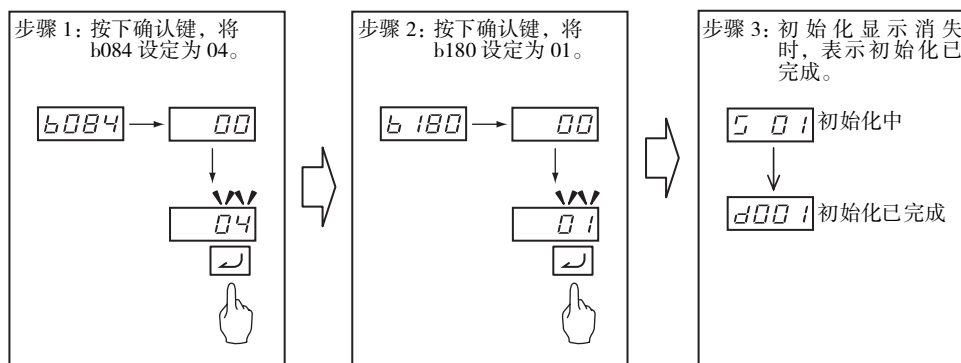 步骤 1: 按下确认键, 将
b084 设定为 04。
b084
00
04
步骤 2: 按下确认键, 将
b180 设定为 01。
b180
00
01
步骤 3: 初始化显示消失
时, 表示初始化已
完成。
5 01 初始化中
d001 初始化已完成